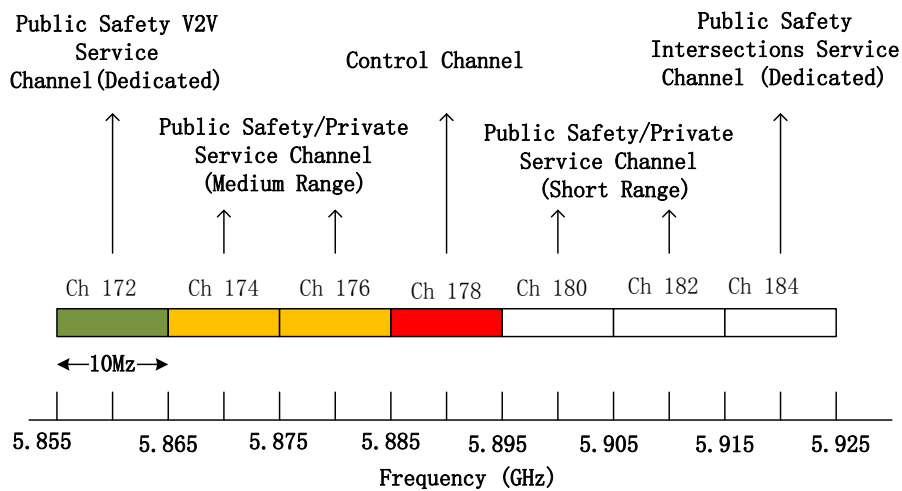 Public Safety V2V
Service
Channel(Dedicated)
Control Channel
Public Safety
Intersections Service
Channel (Dedicated)
Public Safety/Private
Service Channel
(Medium Range)
Public Safety/Private
Service Channel
(Short Range)
Ch 172
Ch 174
Ch 176
Ch 178
Ch 180
Ch 182
Ch 184
10Mz
5.855
5.865
5.875
5.885
5.895
5.905
5.915
5.925
Frequency (GHz)